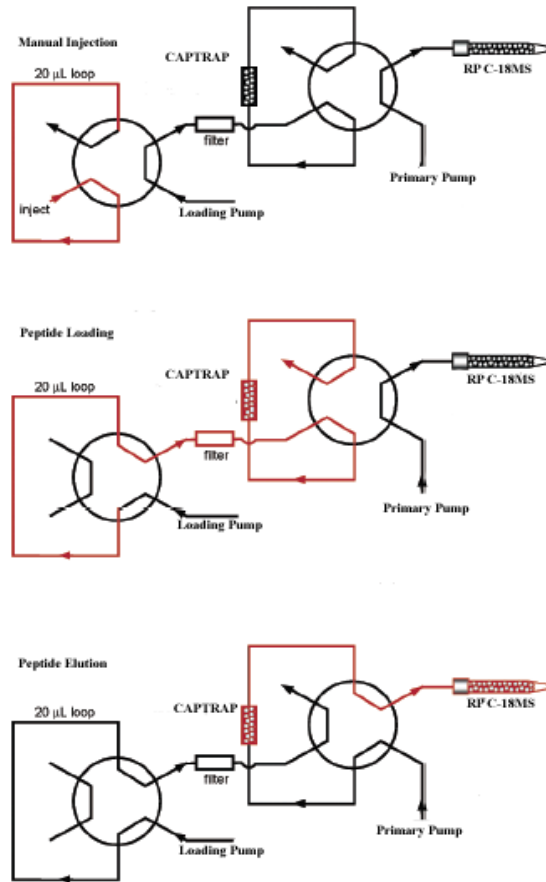 Manual Injection
CAPTRAP
20 µL loop
RP C-18MS
filter
Primary Pump
inject
Loading Pump
Peptide Loading
CAPTRAP
20 µL loop
RP C-18MS
filter
Primary Pump
Loading Pump
Peptide Elution
CAPTRAP
20 µL loop
RP C-18MS
filter
Primary Pump
Loading Pump